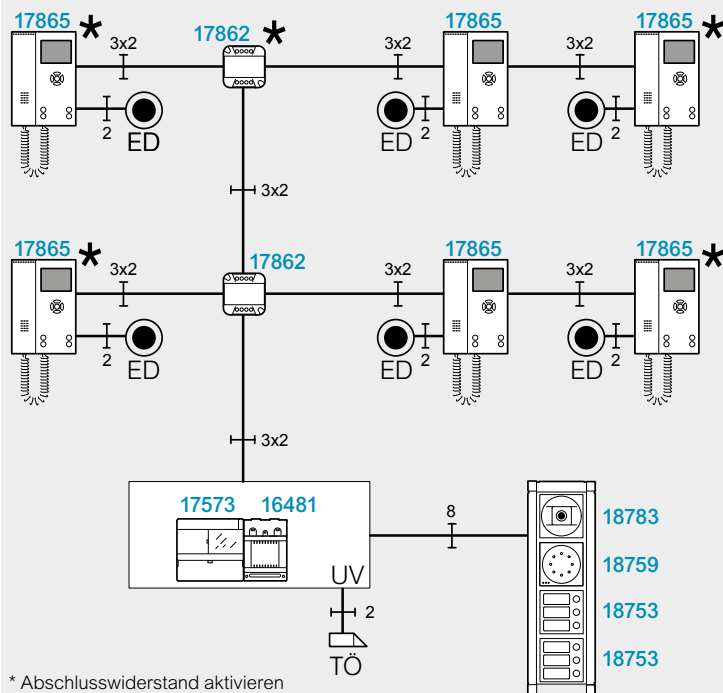 17865 * 17862 * 17865 17865 *
3x2 3x2 3x2
2 ED ED 2 ED 2
3x2
17865 * 17862 17865 17865 *
3x2 3x2 3x2
2 ED ED 2 ED 2
3x2
17573 16481
8
18783
18759
UV
2
18753
TÖ
18753
* Abschlusswiderstand aktivieren